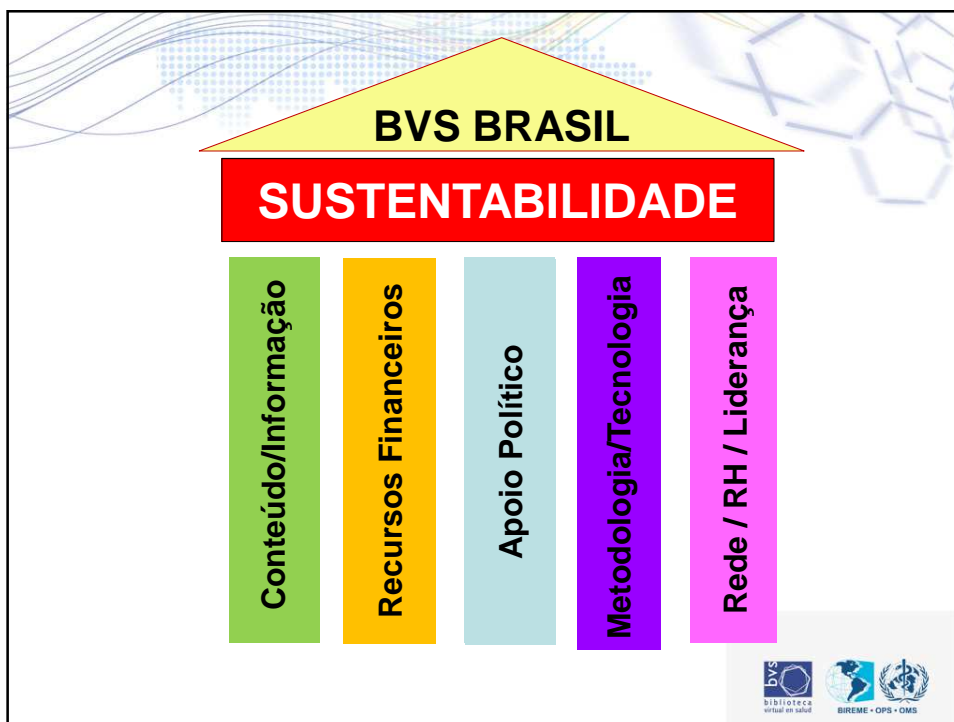 BVS BRASIL
SUSTENTABILIDADE
Conteúdo/Informação
Recursos Financeiros
Apoio Político
Metodologia/Tecnologia
Rede / RH / Liderança
bvs
biblioteca
virtual en salud
BIREME • OPS • OMS